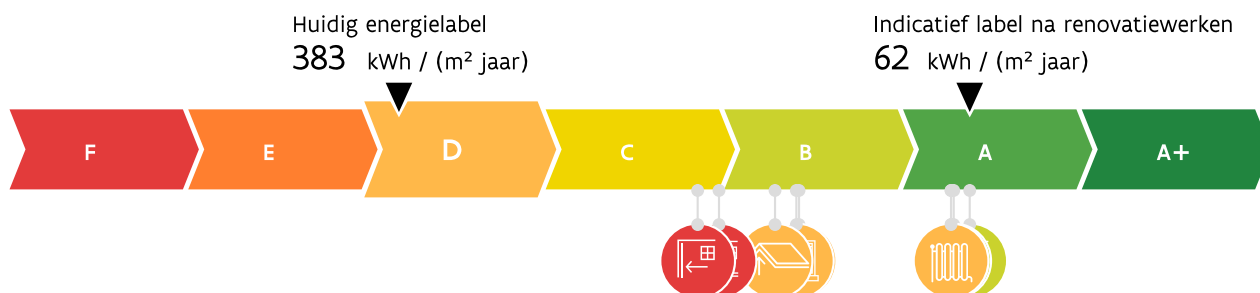 Huidig energielabel
383 kWh / (m² jaar)
Indicatief label na renovatiewerken
62 kWh / (m² jaar)
F E D C B A A+